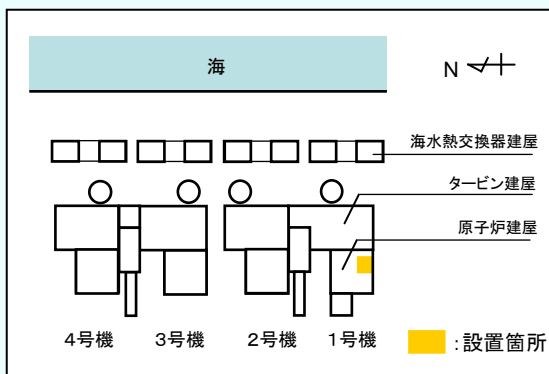 海
N
海水熱交換器建屋
タービン建屋
原子炉建屋
4号機 3号機 2号機 1号機
:設置箇所